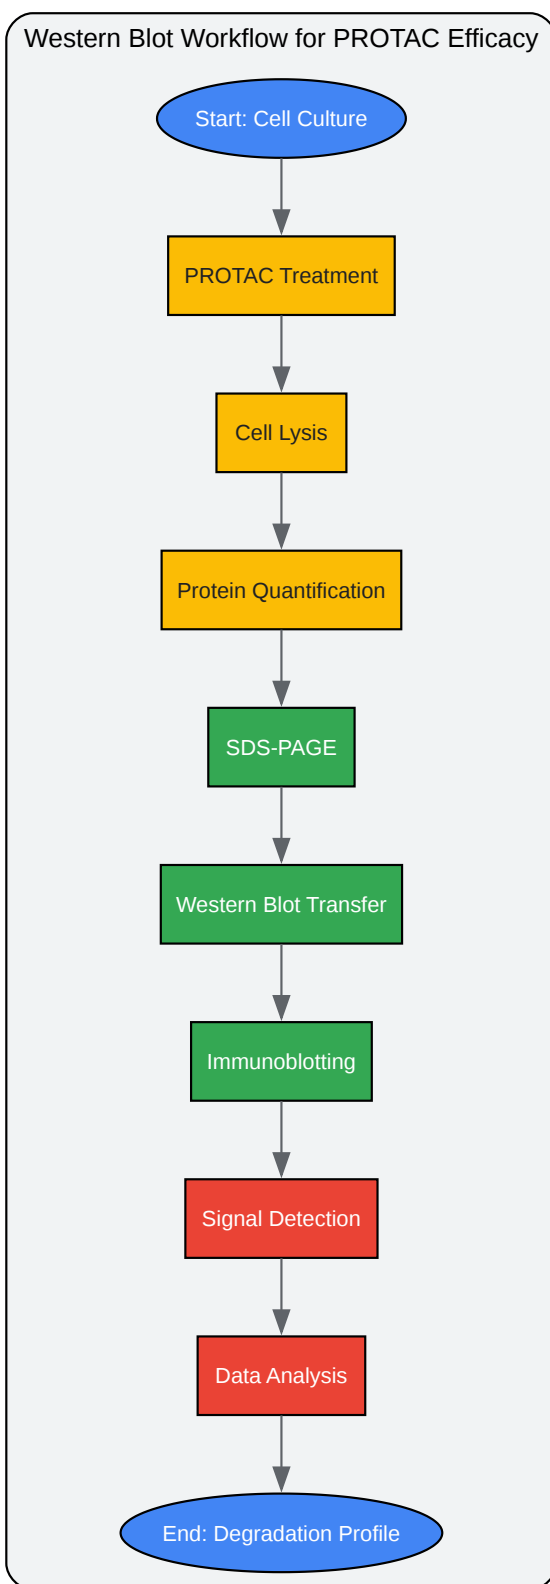 Western Blot Workflow for PROTAC Efficacy
Start: Cell Culture
PROTAC Treatment
Cell Lysis
Protein Quantification
SDS-PAGE
Western Blot Transfer
Immunoblotting
Signal Detection
Data Analysis
End: Degradation Profile